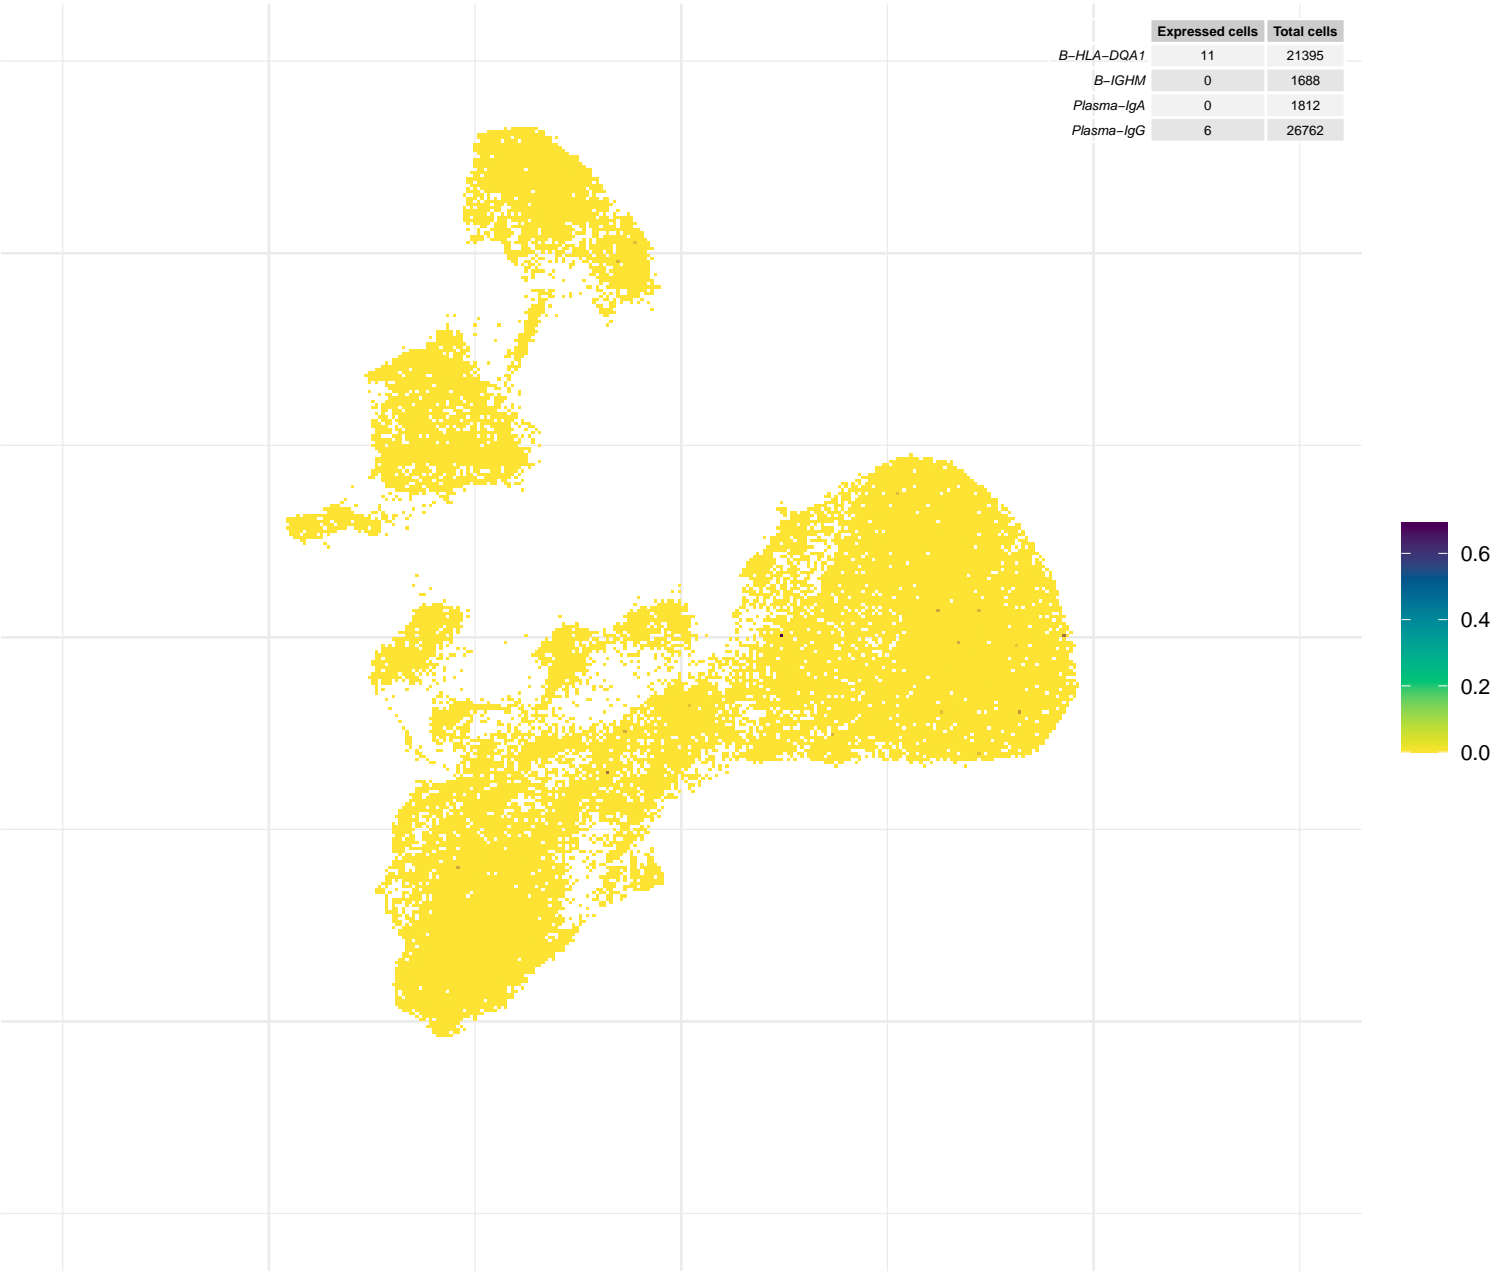 Expressed cells Total cells
B−HLA−DQA1 11 21395
B−IGHM 0 1688
Plasma−IgA 0 1812
Plasma−IgG 6 26762
0.6
0.4
0.2
0.0